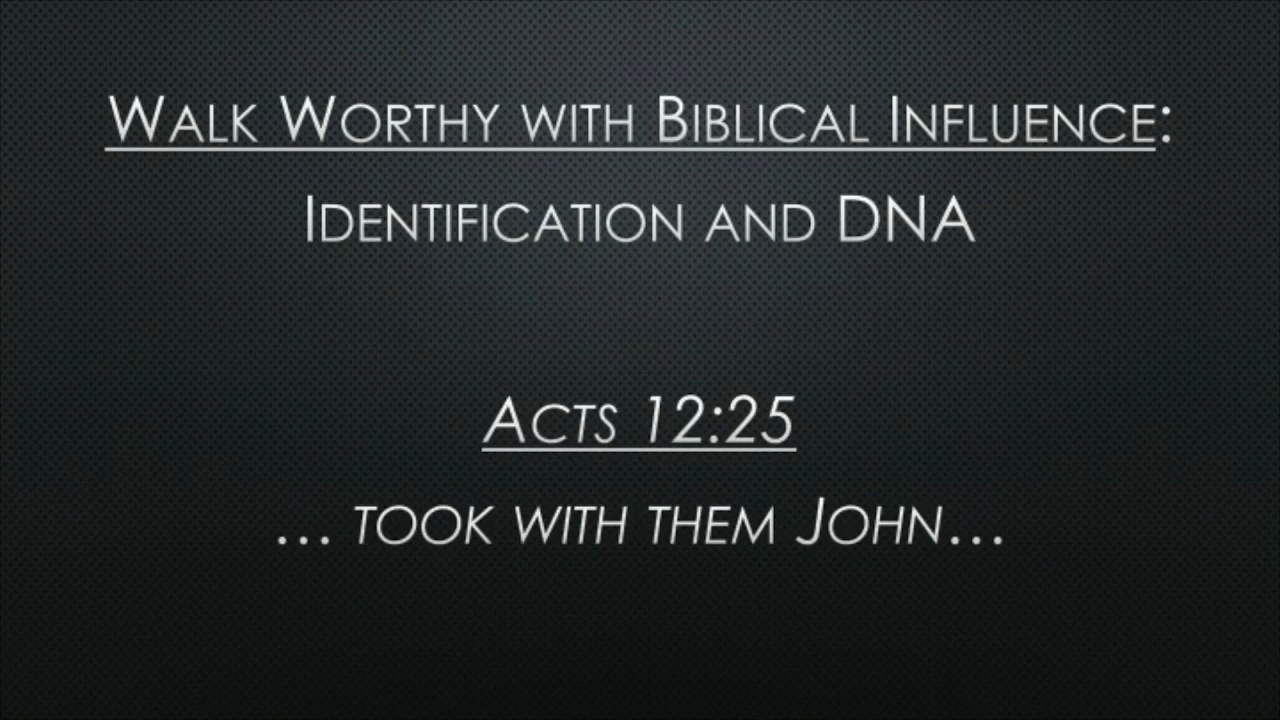 Walk Worthy with Biblical Influence:
Identification and DNA
Acts 12:25
… took with them John…